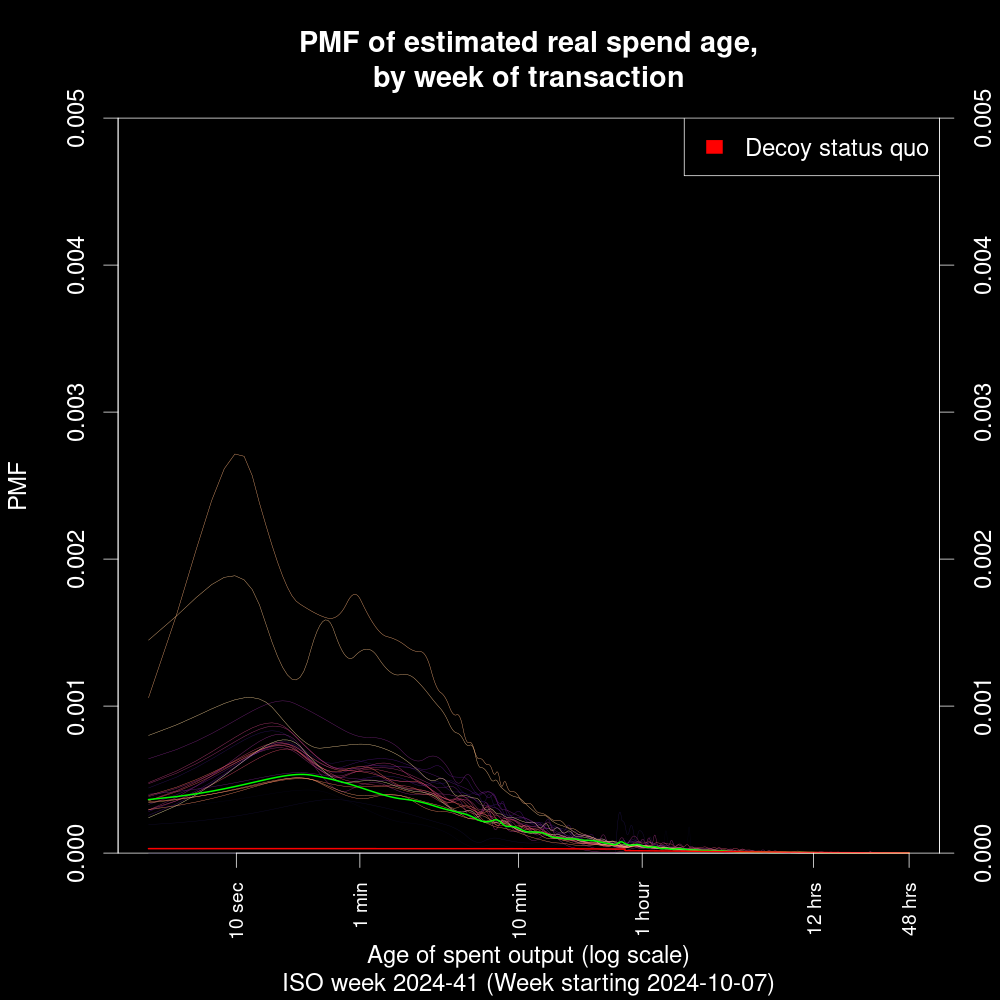 PMF of estimated real spend age,
by week of transaction
Decoy status quo
PMF
0.005
0.004
0.003
0.002
0.001
0.000
0.005
0.004
0.003
0.002
0.001
0.000
10 sec
1 min
10 min
1 hour
12 hrs
48 hrs
Age of spent output (log scale)
ISO week 2024-41 (Week starting 2024-10-07)